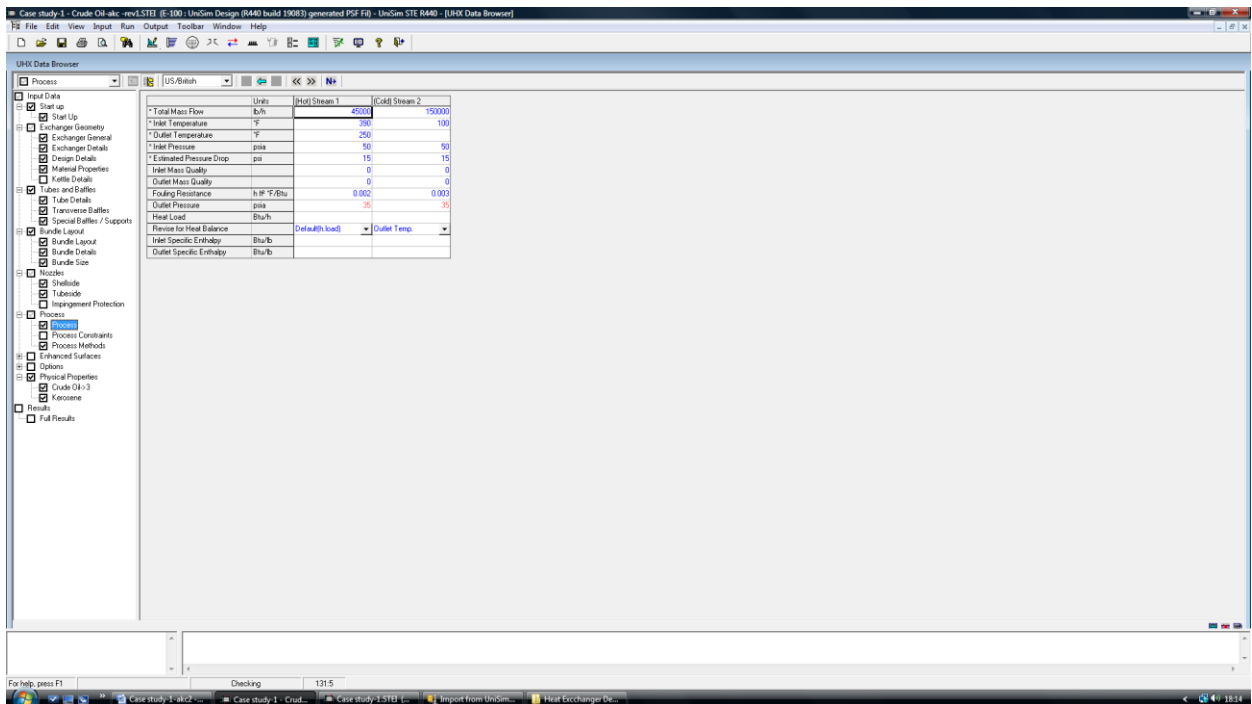 Case study-1 - Crude Oil-akc -rev1.STEI (E-100 : UniSim Design (R440 build 19083) generated PSF Fil) - UniSim STE R440 - [UHX Data Browser]
File Edit View Input Run Output Toolbar Window Help
UHX Data Browser
Process US/British N+
Input Data
Start up
Start Up
Exchanger Geometry
Exchanger General
Exchanger Details
Design Details
Material Properties
Kettle Details
Tubes and Baffles
Tube Details
Transverse Baffles
Special Baffles / Supports
Bundle Layout
Bundle Layout
Bundle Details
Bundle Size
Nozzles
Shellside
Tubeside
Impingement Protection
Process
Process
Process Constraints
Process Methods
Enhanced Surfaces
Options
Physical Properties
Crude Oil->3
Kerosene
Results
Full Results
Units (Hot) Stream 1 (Cold) Stream 2
* Total Mass Flow lb/h 45000 150000
* Inlet Temperature °F 390 100
* Outlet Temperature °F 250
* Inlet Pressure psia 50 50
* Estimated Pressure Drop psi 15 15
Inlet Mass Quality 0 0
Outlet Mass Quality 0 0
Fouling Resistance h ft² °F/Btu 0.002 0.003
Outlet Pressure psia 35 35
Heat Load Btu/h
Revise for Heat Balance Default(h.load) Outlet Temp.
Inlet Specific Enthalpy Btu/lb
Outlet Specific Enthalpy Btu/lb
For help, press F1 Checking 131:5
Case study-1-akc2 -... Case study-1 - Crud... Case study-1.STEI (... Import from UniSim... Heat Excchanger De... 18:14